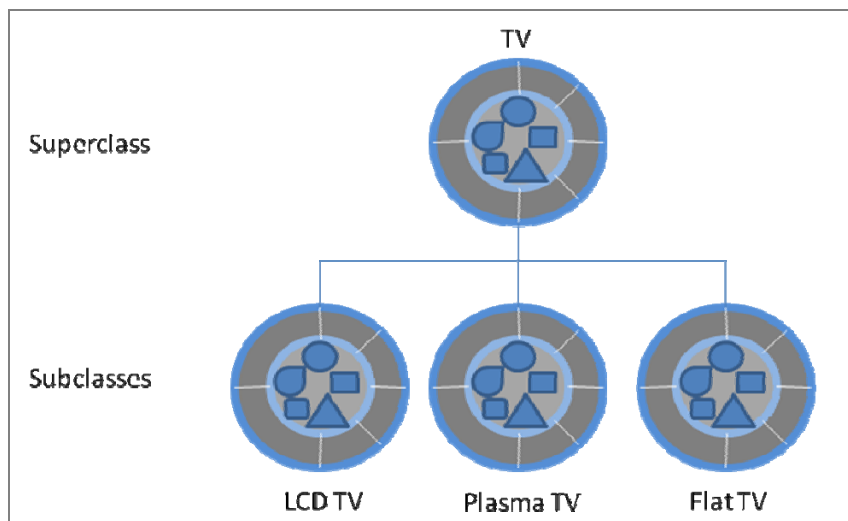 TV
Superclass
Subclasses
LCD TV
Plasma TV
Flat TV